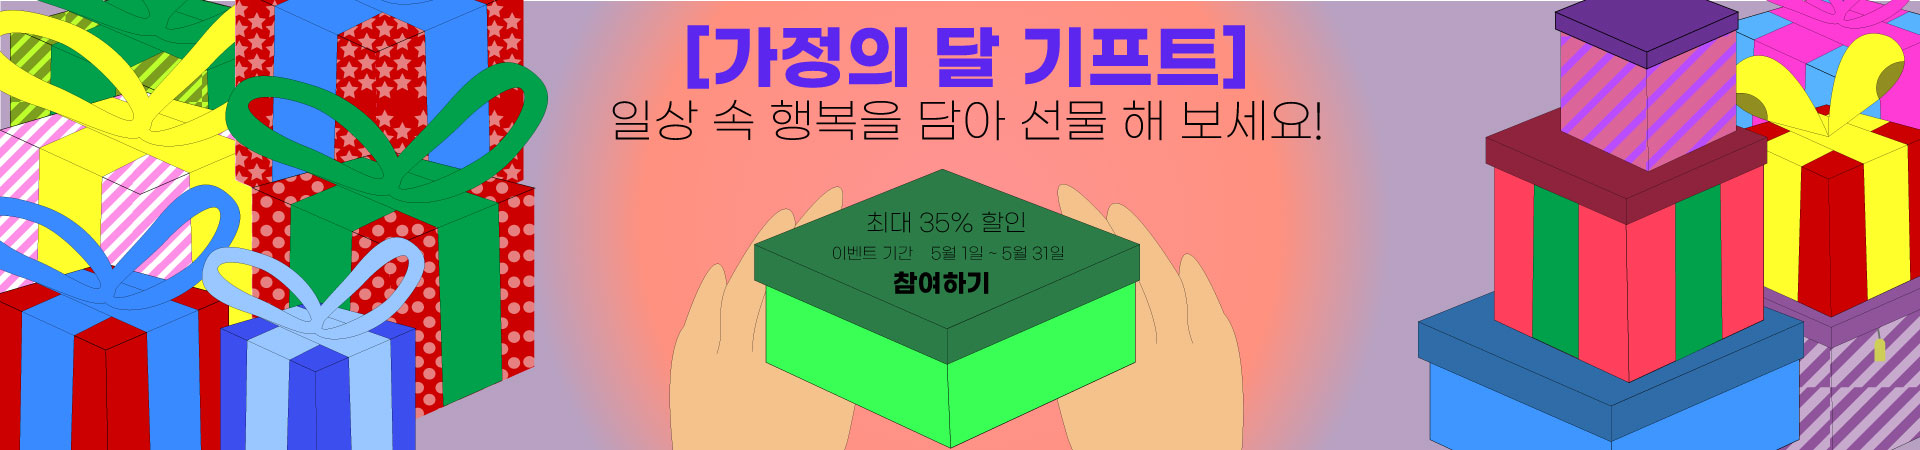 [가정의 달 기프트]
일상 속 행복을 담아 선물 해 보세요!
최대 35% 할인
이벤트 기간 5월 1일 ~ 5월 31일
참여하기